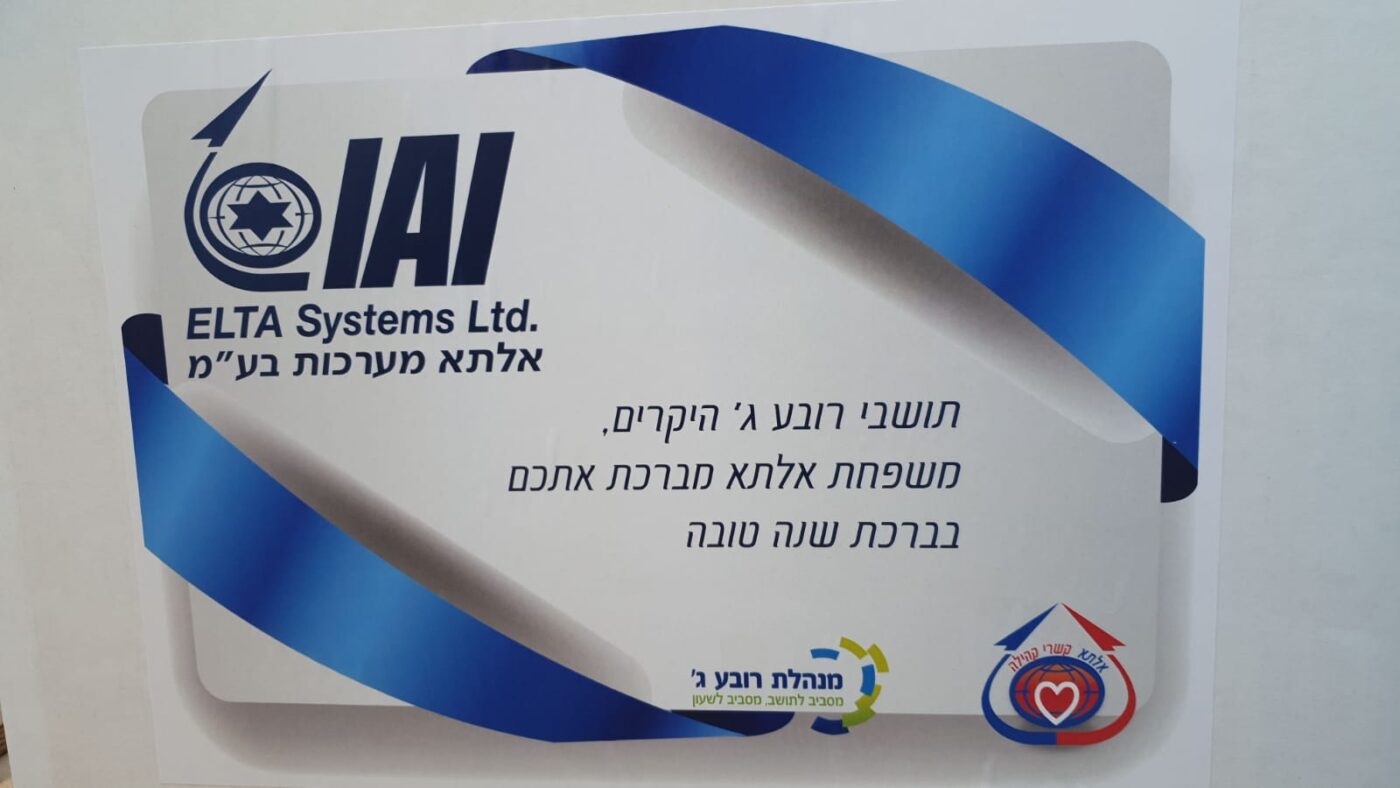 IAI
ELTA Systems Ltd.
אלתא מערכות בע"מ
תושבי רובע ג' היקרים,
משפחת אלתא מברכת אתכם
בברכת שנה טובה
מנהלת רובע ג'
מסביב לתושב, מסביב לשעון
אלתא קשרי קהילה